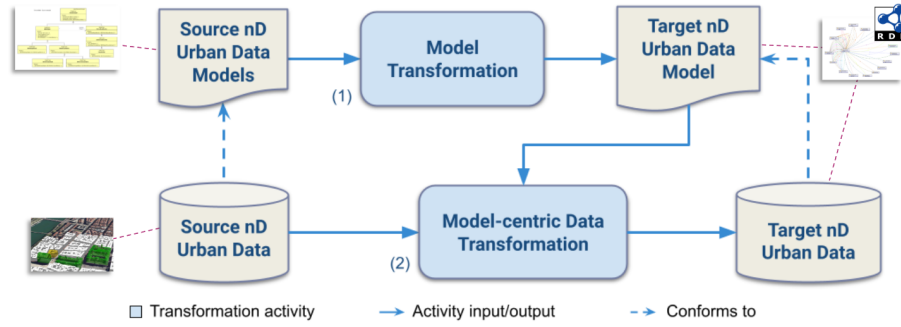 Source nD
Urban Data
Models
Model
Transformation
Target nD
Urban Data
Model
R D F
(1)
Source nD
Urban Data
Model-centric Data
Transformation
Target nD
Urban Data
(2)
Transformation activity
Activity input/output
Conforms to